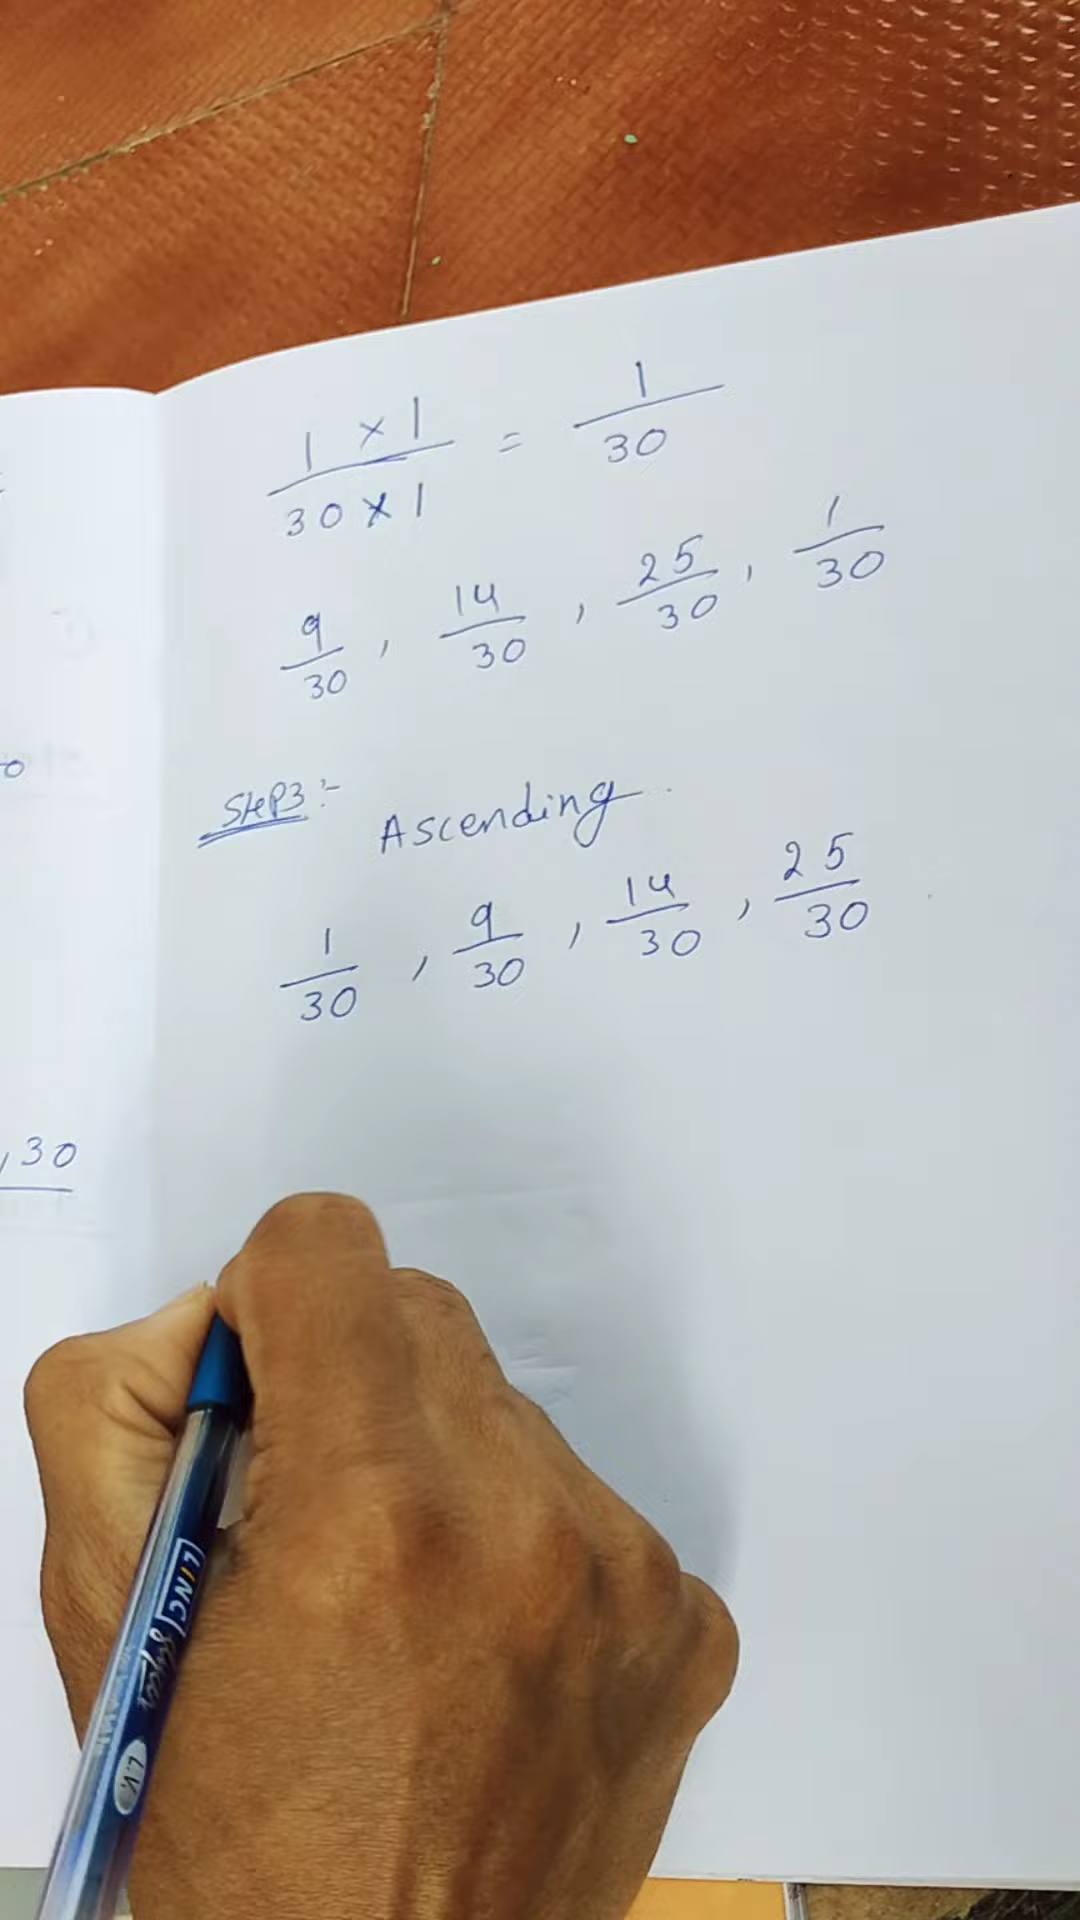 1 × 1 / 30 × 1 = 1 / 30
9/30 , 14/30 , 25/30 , 1/30
Step3 :-
Ascending
1/30 , 9/30 , 14/30 , 25/30
,30
LINC